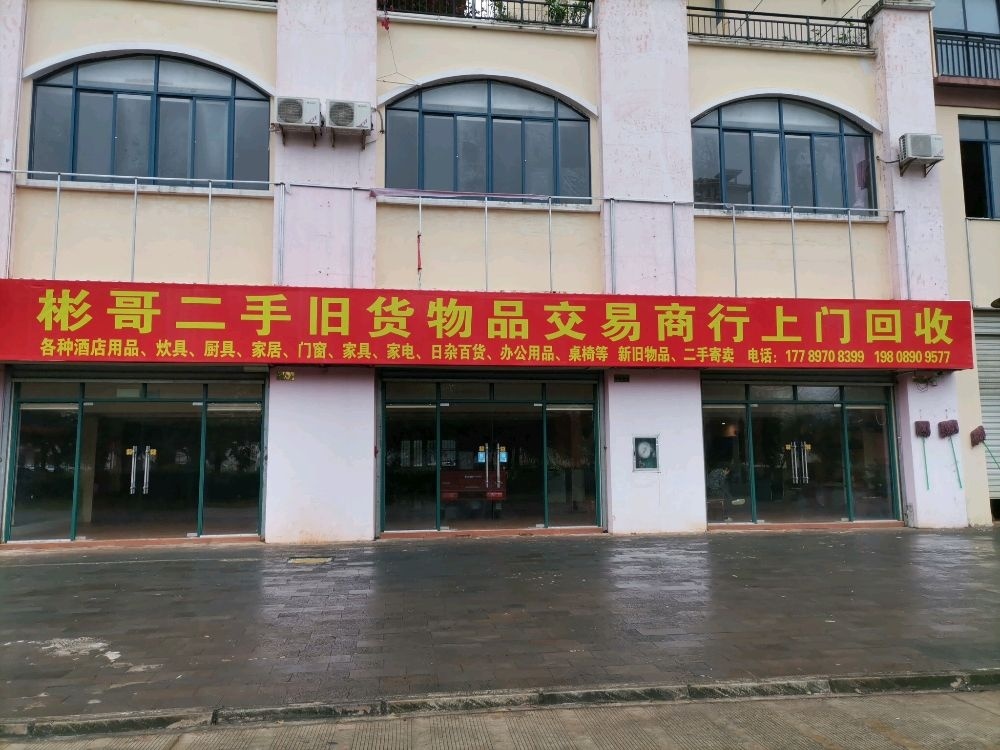 彬哥二手旧货物品交易商行上门回收
各种酒店用品、炊具、厨具、家居、门窗、家具、家电、日杂百货、办公用品、桌椅等 新旧物品、二手寄卖 电话：177 8970 8399 198 0890 9577